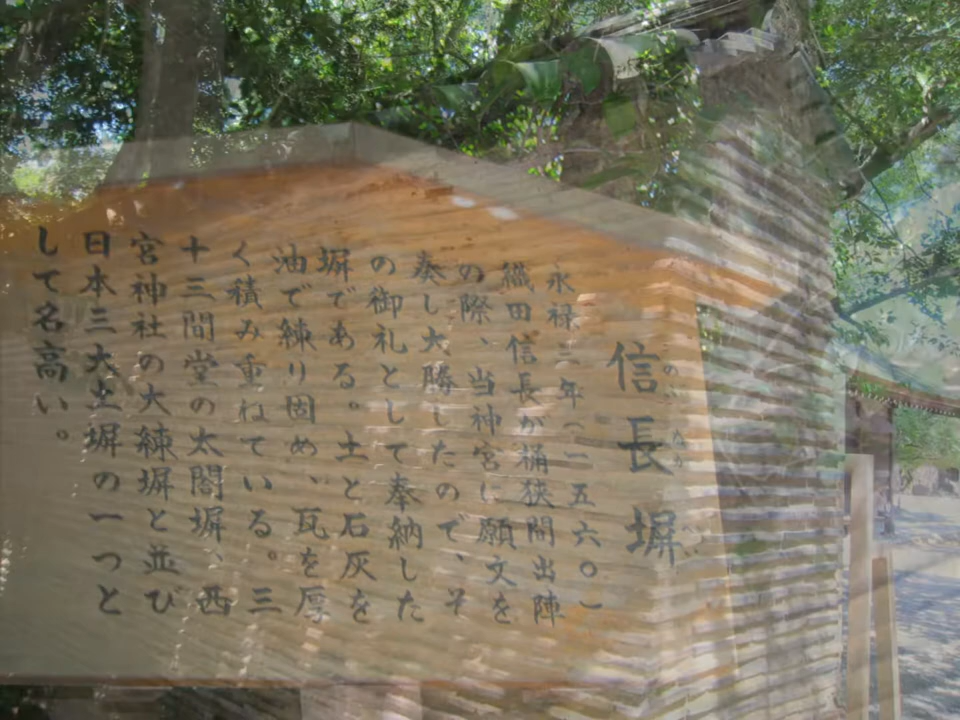 信長塀
永禄三年(一五六〇)
織田信長が桶狭間出陣
の際、当神宮に願文を
奏し大勝したので、そ
の御礼として奉納した
塀である。土と石灰を
油で練り固め、瓦を厚
く積み重ねている。三
十三間堂の太閤塀、西
宮神社の大練塀と並び
日本三大土塀の一つと
して名高い。